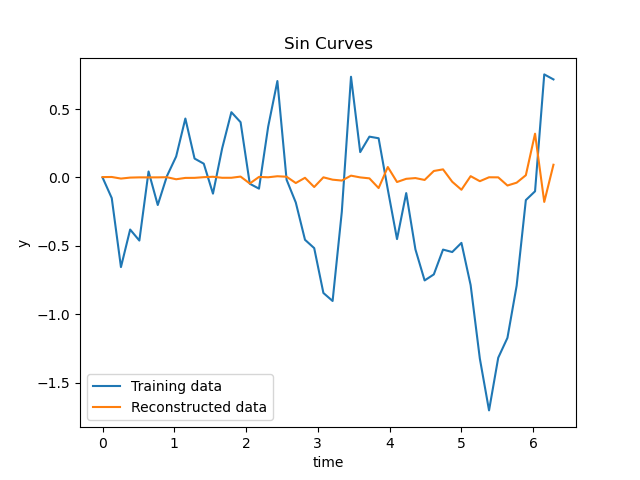 Sin Curves
0.5
0.0
−0.5
−1.0
−1.5
y
Training data
Reconstructed data
0 1 2 3 4 5 6
time